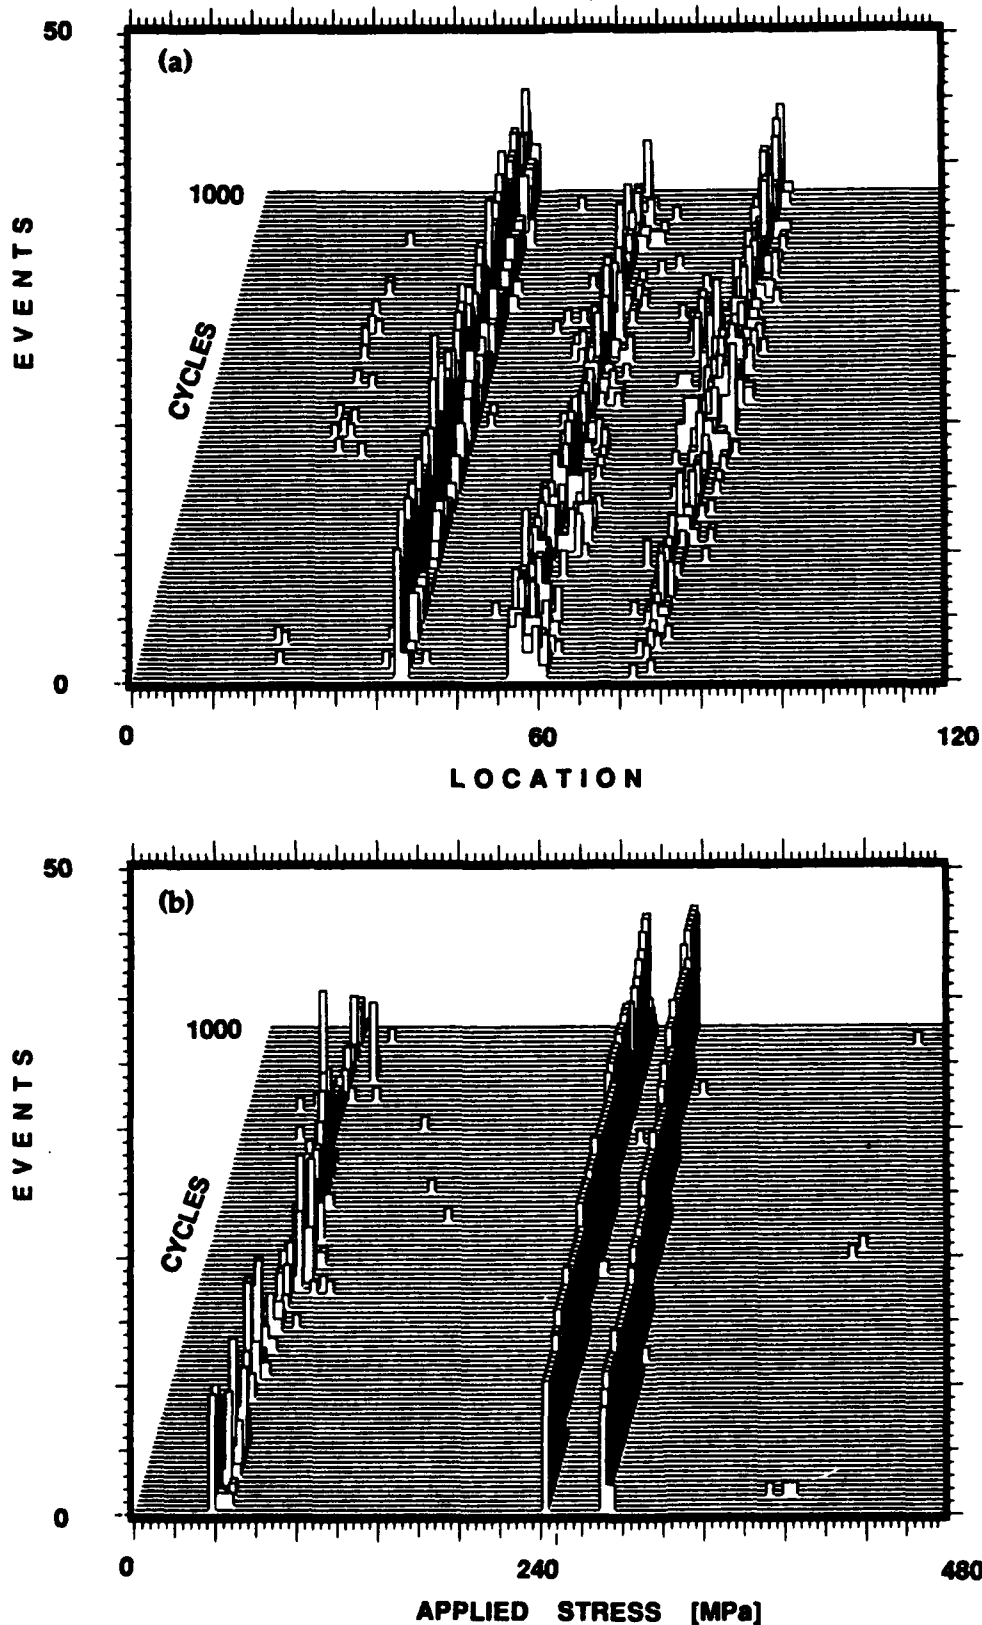 50
(a)
1000
EVENTS
CYCLES
0
0 60 120
LOCATION
50
(b)
1000
EVENTS
CYCLES
0
0 240 480
APPLIED STRESS [MPa]